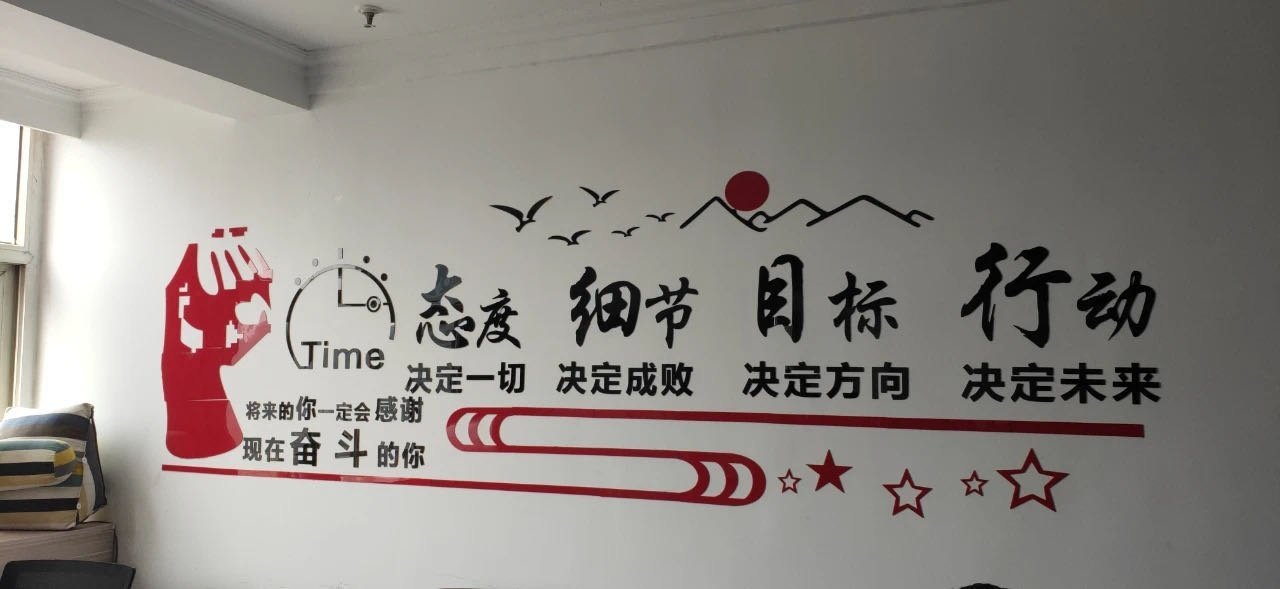 Time
态度 细节 目标 行动
决定一切 决定成败 决定方向 决定未来
将来的你一定会感谢
现在奋斗的你